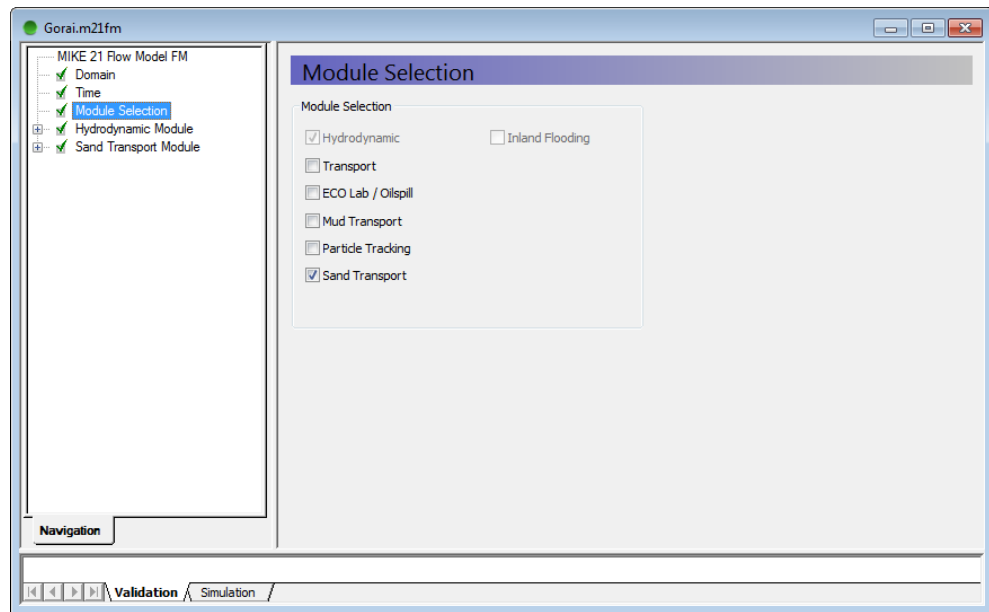 Gorai.m21fm
MIKE 21 Flow Model FM
Domain
Time
Module Selection
Hydrodynamic Module
Sand Transport Module
Navigation
Module Selection
Module Selection
Hydrodynamic Inland Flooding
Transport
ECO Lab / Oilspill
Mud Transport
Particle Tracking
Sand Transport
Validation Simulation